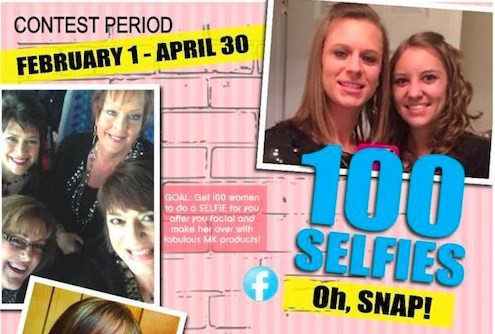 CONTEST PERIOD
FEBRUARY 1 - APRIL 30
GOAL: Get 100 women
to do a SELFIE for you
after you facial and
make her over with
fabulous MK products!
100
SELFIES
f
Oh, SNAP!